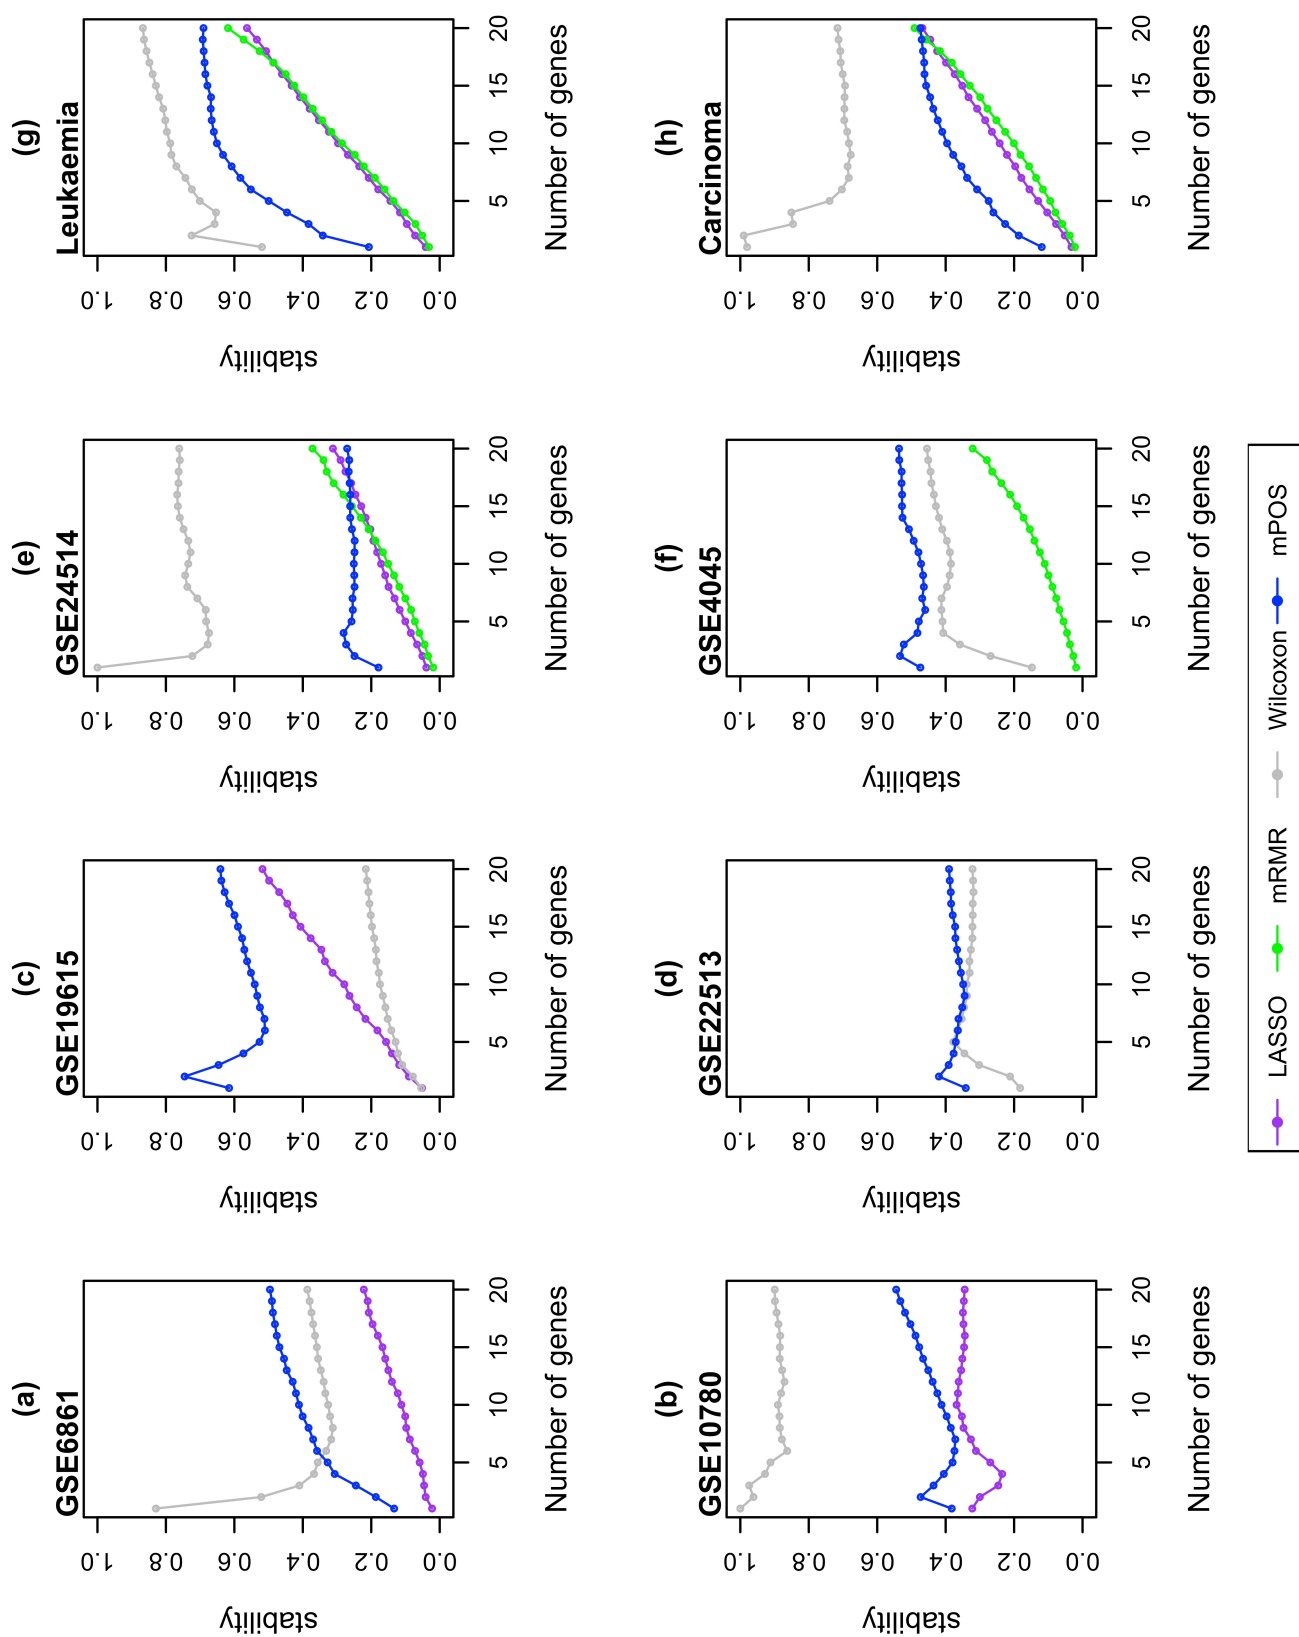 (a)
GSE6861
stability
0.0 0.2 0.4 0.6 0.8 1.0
5 10 15 20
Number of genes
(c)
GSE19615
stability
0.0 0.2 0.4 0.6 0.8 1.0
5 10 15 20
Number of genes
(e)
GSE24514
stability
0.0 0.2 0.4 0.6 0.8 1.0
5 10 15 20
Number of genes
(g)
Leukaemia
stability
0.0 0.2 0.4 0.6 0.8 1.0
5 10 15 20
Number of genes
(b)
GSE10780
stability
0.0 0.2 0.4 0.6 0.8 1.0
5 10 15 20
Number of genes
(d)
GSE22513
stability
0.0 0.2 0.4 0.6 0.8 1.0
5 10 15 20
Number of genes
(f)
GSE4045
stability
0.0 0.2 0.4 0.6 0.8 1.0
5 10 15 20
Number of genes
(h)
Carcinoma
stability
0.0 0.2 0.4 0.6 0.8 1.0
5 10 15 20
Number of genes
LASSO mRMR Wilcoxon mPOS